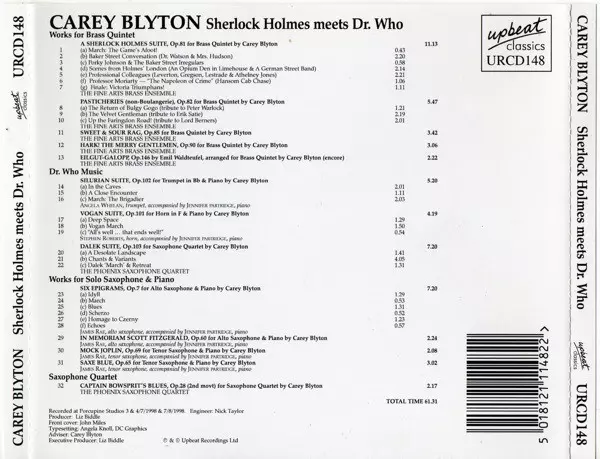 CAREY BLYTON Sherlock Holmes meets Dr. Who
Works for Brass Quintet
A SHERLOCK HOLMES SUITE, Op.81 for Brass Quintet by Carey Blyton 11.13
1 (a) March: The Game's Afoot! 0.43
2 (b) Baker Street Conversation (Dr. Watson & Mrs. Hudson) 2.20
3 (c) Porky Johnson & The Baker Street Irregulars 0.58
4 (d) Scenes from Holmes' London (An Opium Den in Limehouse & A German Street Band) 2.14
5 (e) Professional Colleagues (Leverton, Gregson, Lestrade & Athelney Jones) 2.21
6 (f) Professor Moriarty — "The Napoleon of Crime" (Hansom Cab Chase) 1.06
7 (g) Finale: Victoria Triumphans! 1.11
THE FINE ARTS BRASS ENSEMBLE
PASTICHERIES (non-Boulangerie), Op.82 for Brass Quintet by Carey Blyton 5.47
8 (a) The Return of Bulgy Gogo (tribute to Peter Warlock) 1.21
9 (b) The Velvet Gentleman (tribute to Erik Satie) 2.19
10 (c) Up the Faringdon Road! (tribute to Lord Berners) 2.01
THE FINE ARTS BRASS ENSEMBLE
11 SWEET & SOUR RAG, Op.85 for Brass Quintet by Carey Blyton 3.42
THE FINE ARTS BRASS ENSEMBLE
12 HARK! THE MERRY GENTLEMEN, Op.90 for Brass Quintet by Carey Blyton 3.06
THE FINE ARTS BRASS ENSEMBLE
13 EILGUT-GALOPP, Op.146 by Emil Waldteufel, arranged for Brass Quintet by Carey Blyton (encore) 2.22
THE FINE ARTS BRASS ENSEMBLE
Dr. Who Music
SILURIAN SUITE, Op.102 for Trumpet in Bb & Piano by Carey Blyton 5.20
14 (a) In the Caves 2.01
15 (b) A Close Encounter 1.11
16 (c) March: The Brigadier 2.03
ANGELA WHELAN, trumpet, accompanied by JENNIFER PARTRIDGE, piano
VOGAN SUITE, Op.101 for Horn in F & Piano by Carey Blyton 4.19
17 (a) Deep Space 1.29
18 (b) Vogan March 1.50
19 (c) "All's well ... that ends well!" 0.54
STEPHEN ROBERTS, horn, accompanied by JENNIFER PARTRIDGE, piano
DALEK SUITE, Op.103 for Saxophone Quartet by Carey Blyton 7.20
20 (a) A Desolate Landscape 1.41
21 (b) Chants & Variants 4.05
22 (c) Dalek 'March' & Retreat 1.31
THE PHOENIX SAXOPHONE QUARTET
Works for Solo Saxophone & Piano
SIX EPIGRAMS, Op.7 for Alto Saxophone & Piano by Carey Blyton 7.20
23 (a) Idyll 1.29
24 (b) March 0.53
25 (c) Blues 1.31
26 (d) Scherzo 0.52
27 (e) Homage to Czerny 1.23
28 (f) Echoes 0.57
JAMES RAE, alto saxophone, accompanied by JENNIFER PARTRIDGE, piano
29 IN MEMORIAM SCOTT FITZGERALD, Op.60 for Alto Saxophone & Piano by Carey Blyton 2.24
JAMES RAE, alto saxophone, accompanied by JENNIFER PARTRIDGE, piano
30 MOCK JOPLIN, Op.69 for Tenor Saxophone & Piano by Carey Blyton 2.08
JAMES RAE, tenor saxophone, accompanied by JENNIFER PARTRIDGE, piano
31 SAXE BLUE, Op.65 for Tenor Saxophone & Piano by Carey Blyton 3.02
JAMES RAE, tenor saxophone, accompanied by JENNIFER PARTRIDGE, piano
Saxophone Quartet
32 CAPTAIN BOWSPRIT'S BLUES, Op.28 (2nd movt) for Saxophone Quartet by Carey Blyton 2.17
THE PHOENIX SAXOPHONE QUARTET
TOTAL TIME 61.31
Recorded at Porcupine Studios 3 & 4/7/1998 & 7/8/1998. Engineer: Nick Taylor
Producer: Liz Biddle
Front cover: John Miles
Typesetting: Angela Knoll, DC Graphics
Adviser: Carey Blyton
Executive Producer: Liz Biddle ℗ & © Upbeat Recordings Ltd
upbeat
classics
URCD148
5 018121 114822 >
CAREY BLYTON Sherlock Holmes meets Dr. Who upbeat classics URCD148
CAREY BLYTON Sherlock Holmes meets Dr. Who upbeat classics URCD148